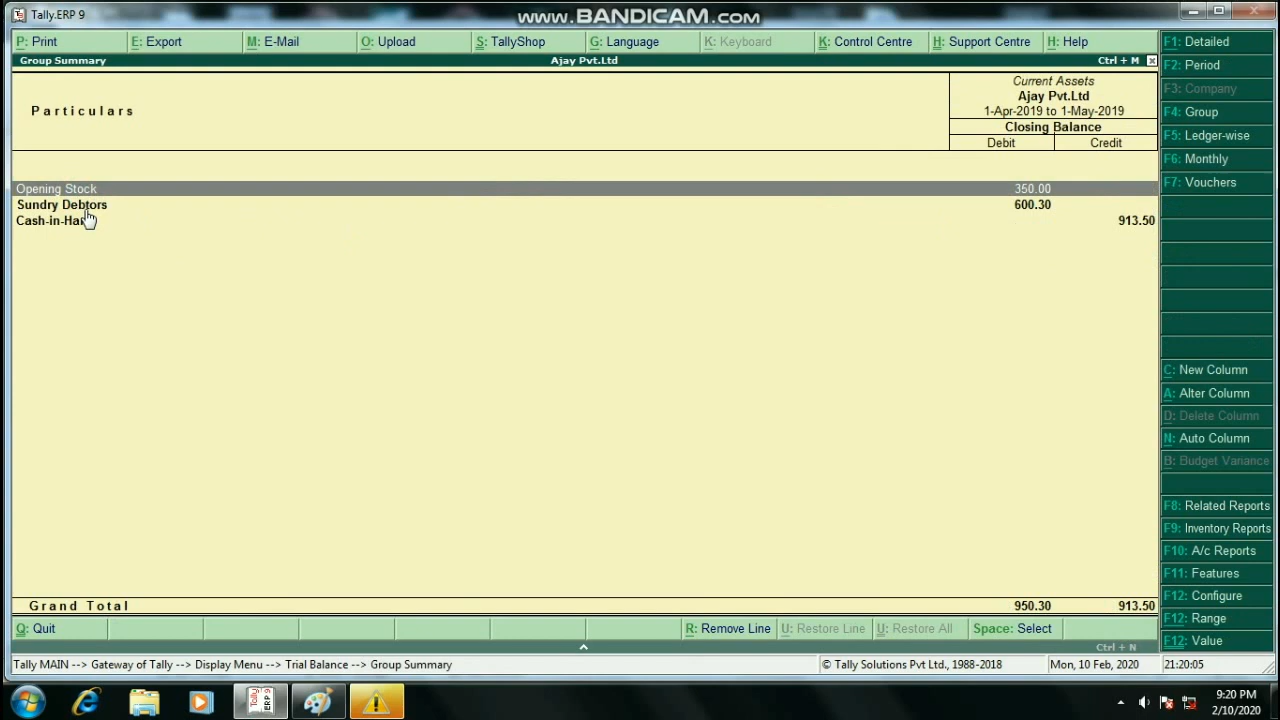 Tally.ERP 9
www.BANDICAM.com
P: Print E: Export M: E-Mail O: Upload S: TallyShop G: Language K: Keyboard K: Control Centre H: Support Centre H: Help
Group Summary Ajay Pvt.Ltd Ctrl + M
Particulars
Current Assets
Ajay Pvt.Ltd
1-Apr-2019 to 1-May-2019
Closing Balance
Debit Credit
Opening Stock 350.00
Sundry Debtors 600.30
Cash-in-Ha 913.50
Grand Total 950.30 913.50
Q: Quit R: Remove Line U: Restore Line U: Restore All Space: Select
Ctrl + N
Tally MAIN --> Gateway of Tally --> Display Menu --> Trial Balance --> Group Summary © Tally Solutions Pvt Ltd., 1988-2018 Mon, 10 Feb, 2020 21:20:05
F1: Detailed
F2: Period
F3: Company
F4: Group
F5: Ledger-wise
F6: Monthly
F7: Vouchers
C: New Column
A: Alter Column
D: Delete Column
N: Auto Column
B: Budget Variance
F8: Related Reports
F9: Inventory Reports
F10: A/c Reports
F11: Features
F12: Configure
F12: Range
F12: Value
Tally ERP 9
9:20 PM
2/10/2020